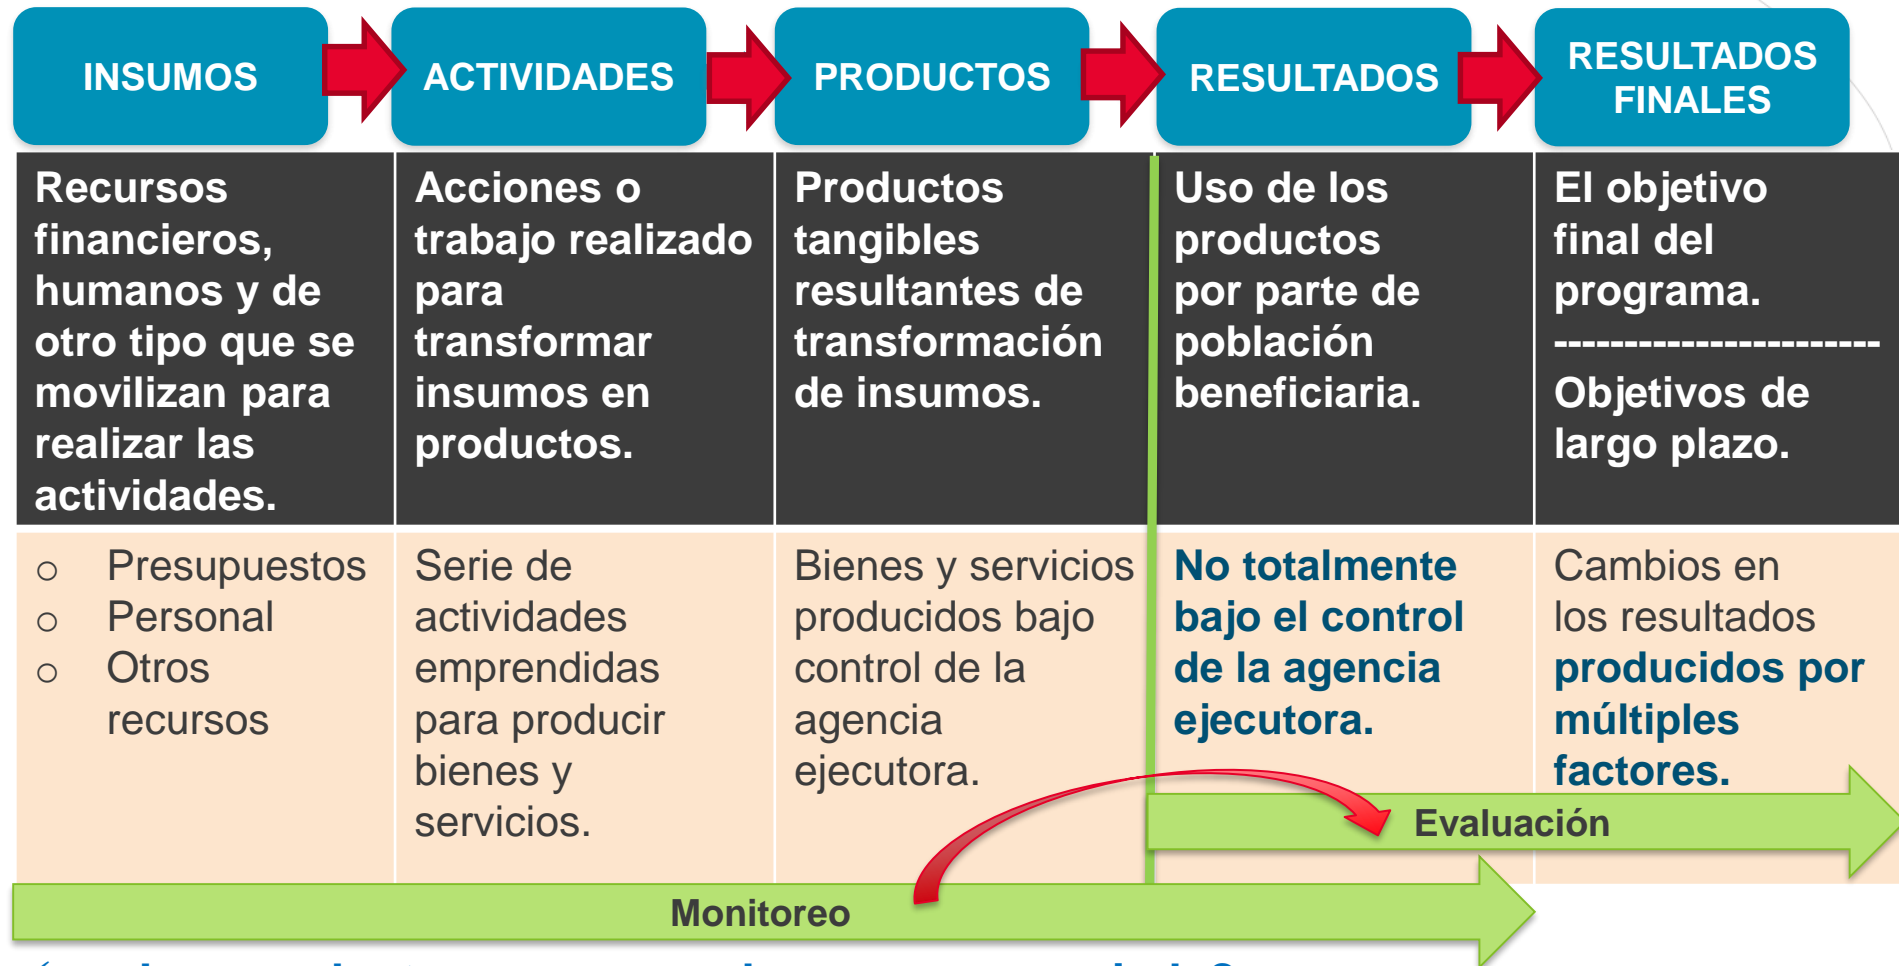 INSUMOS
ACTIVIDADES
PRODUCTOS
RESULTADOS
RESULTADOS
FINALES
Recursos
financieros,
humanos y de
otro tipo que se
movilizan para
realizar las
actividades.
Acciones o
trabajo realizado
para
transformar
insumos en
productos.
Productos
tangibles
resultantes de
transformación
de insumos.
Uso de los
productos
por parte de
población
beneficiaria.
El objetivo
final del
programa.
-----------------------
Objetivos de
largo plazo.
o Presupuestos
o Personal
o Otros
recursos
Serie de
actividades
emprendidas
para producir
bienes y
servicios.
Bienes y servicios
producidos bajo
control de la
agencia
ejecutora.
No totalmente
bajo el control
de la agencia
ejecutora.
Cambios en
los resultados
producidos por
múltiples
factores.
Evaluación
Monitoreo